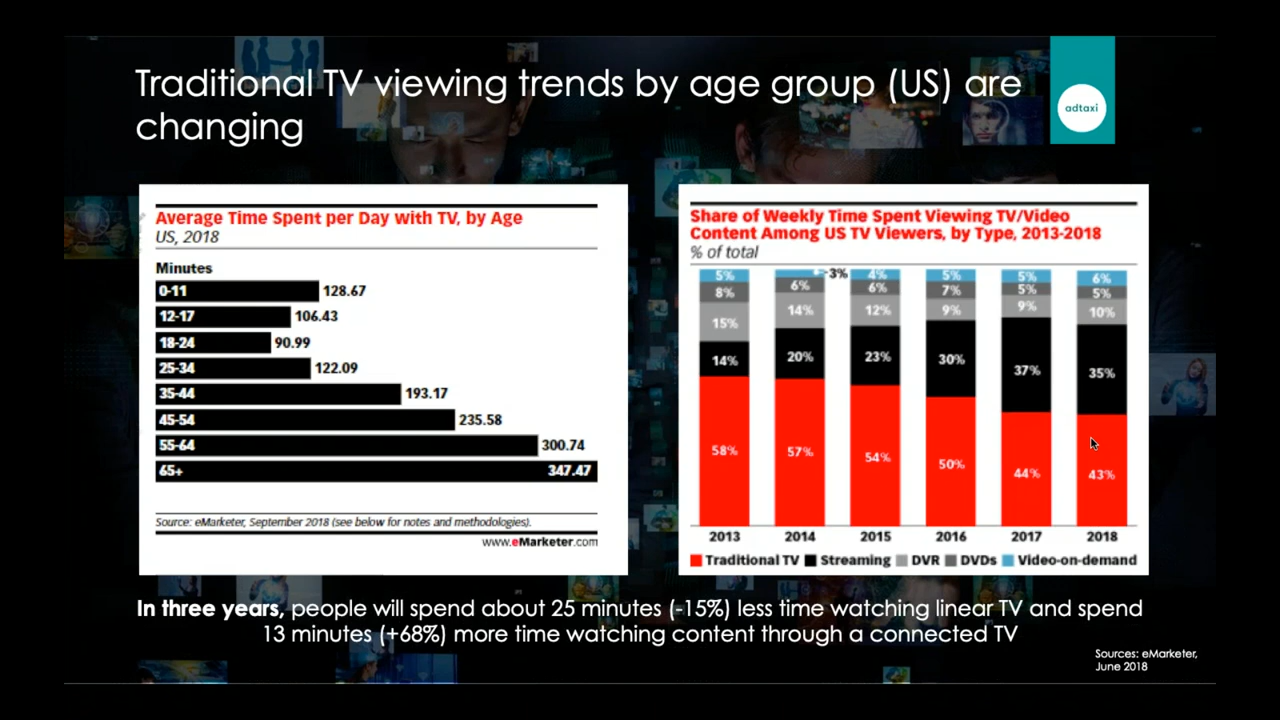 Traditional TV viewing trends by age group (US) are
changing
adtaxi
Average Time Spent per Day with TV, by Age
US, 2018
Minutes
0-11 128.67
12-17 106.43
18-24 90.99
25-34 122.09
35-44 193.17
45-54 235.58
55-64 300.74
65+ 347.47
Source: eMarketer, September 2018 (see below for notes and methodologies).
www.eMarketer.com
Share of Weekly Time Spent Viewing TV/Video
Content Among US TV Viewers, by Type, 2013-2018
% of total
5% 3% 4% 5% 5% 6%
8% 6% 6% 7% 5% 5%
15% 14% 12% 9% 9% 10%
14% 20% 23% 30% 37% 35%
58% 57% 54% 50% 44% 43%
2013 2014 2015 2016 2017 2018
Traditional TV Streaming DVR DVDs Video-on-demand
In three years, people will spend about 25 minutes (-15%) less time watching linear TV and spend
13 minutes (+68%) more time watching content through a connected TV
Sources: eMarketer,
June 2018